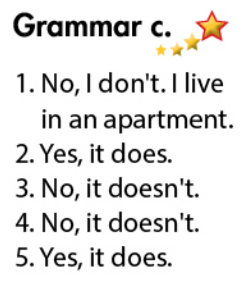 Grammar c.
1. No, I don't. I live
in an apartment.
2. Yes, it does.
3. No, it doesn't.
4. No, it doesn't.
5. Yes, it does.